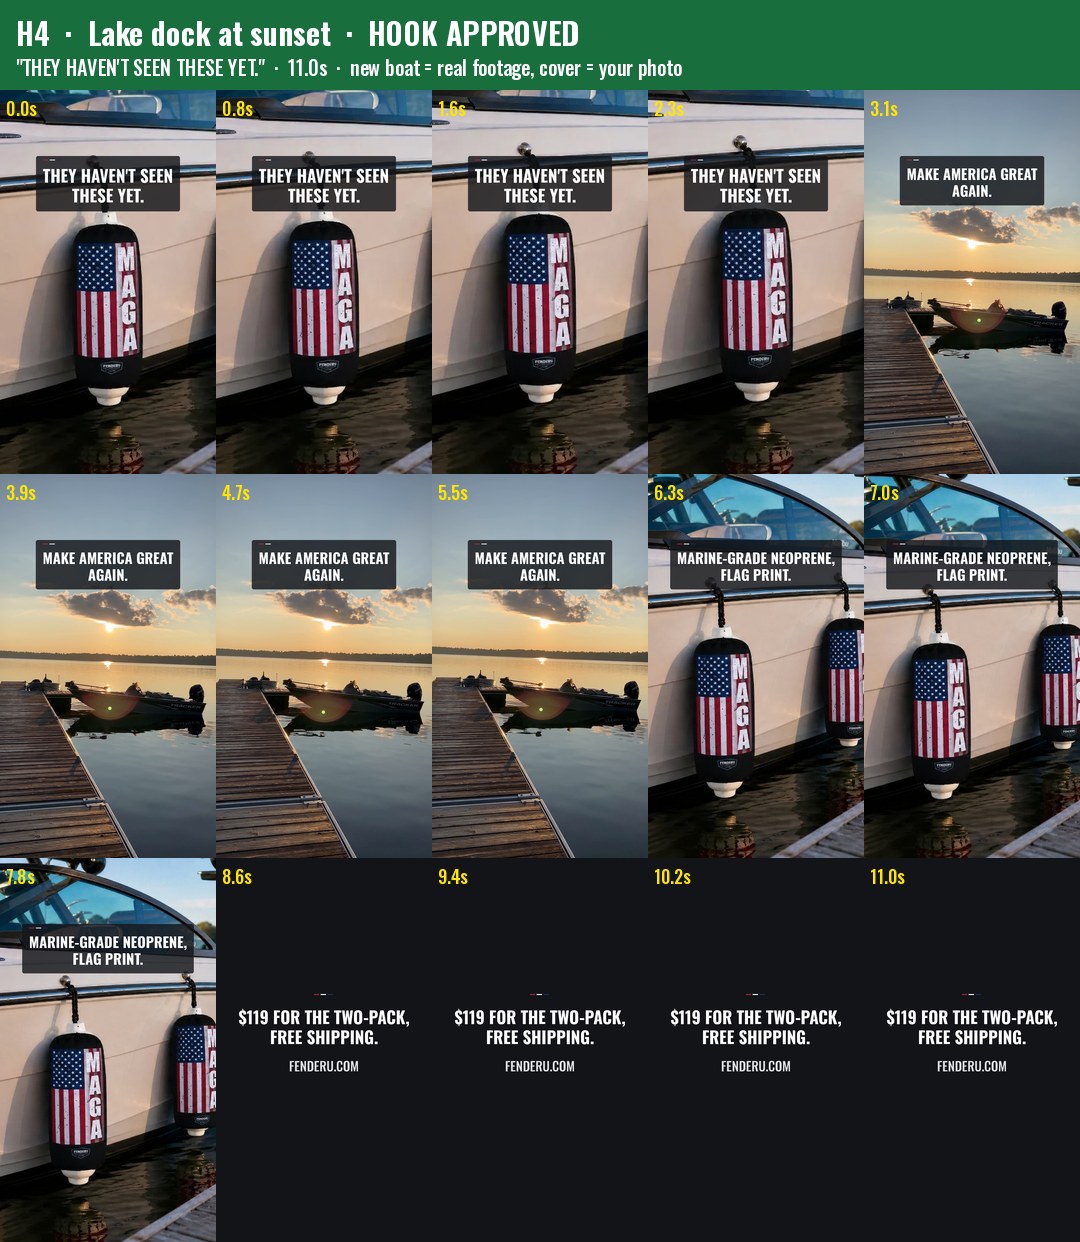 H4 · Lake dock at sunset · HOOK APPROVED
"THEY HAVEN'T SEEN THESE YET." · 11.0s · new boat = real footage, cover = your photo
0.0s
THEY HAVEN'T SEEN
THESE YET.
MAGA
FENDERU
0.8s
THEY HAVEN'T SEEN
THESE YET.
MAGA
FENDERU
1.6s
THEY HAVEN'T SEEN
THESE YET.
MAGA
FENDERU
2.3s
THEY HAVEN'T SEEN
THESE YET.
MAGA
FENDERU
3.1s
MAKE AMERICA GREAT
AGAIN.
3.9s
MAKE AMERICA GREAT
AGAIN.
4.7s
MAKE AMERICA GREAT
AGAIN.
5.5s
MAKE AMERICA GREAT
AGAIN.
6.3s
MARINE-GRADE NEOPRENE,
FLAG PRINT.
MAGA
FENDERU
7.0s
MARINE-GRADE NEOPRENE,
FLAG PRINT.
MAGA
FENDERU
7.8s
MARINE-GRADE NEOPRENE,
FLAG PRINT.
MAGA
FENDERU
8.6s
$119 FOR THE TWO-PACK,
FREE SHIPPING.
FENDERU.COM
9.4s
$119 FOR THE TWO-PACK,
FREE SHIPPING.
FENDERU.COM
10.2s
$119 FOR THE TWO-PACK,
FREE SHIPPING.
FENDERU.COM
11.0s
$119 FOR THE TWO-PACK,
FREE SHIPPING.
FENDERU.COM